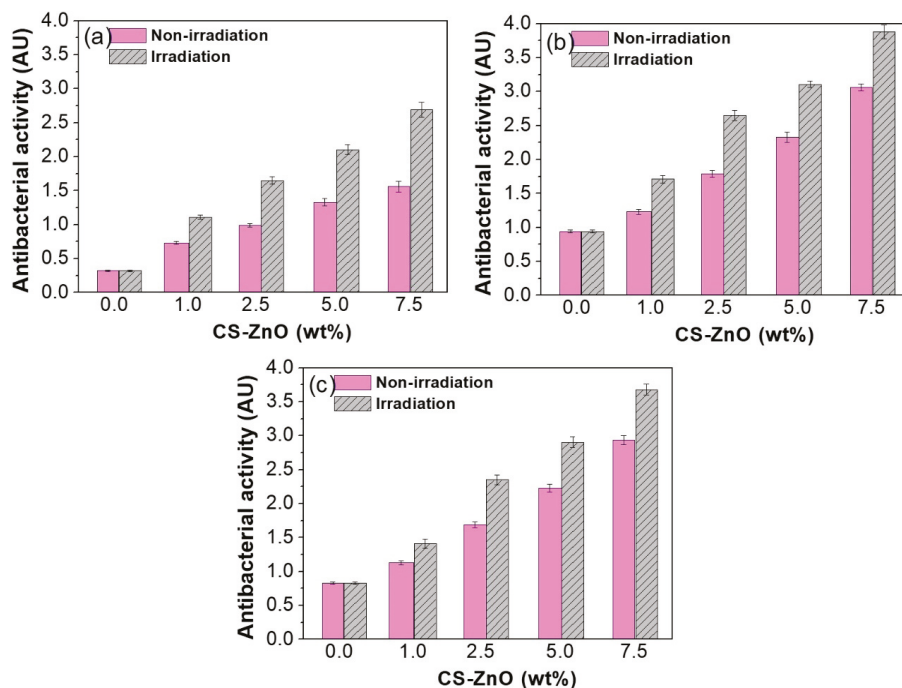 (a)
Non-irradiation
Irradiation
Antibacterial activity (AU)
4.0
3.5
3.0
2.5
2.0
1.5
1.0
0.5
0.0
0.0 1.0 2.5 5.0 7.5
CS-ZnO (wt%)
(b)
Non-irradiation
Irradiation
Antibacterial activity (AU)
4.0
3.5
3.0
2.5
2.0
1.5
1.0
0.5
0.0
0.0 1.0 2.5 5.0 7.5
CS-ZnO (wt%)
(c)
Non-irradiation
Irradiation
Antibacterial activity (AU)
4.0
3.5
3.0
2.5
2.0
1.5
1.0
0.5
0.0
0.0 1.0 2.5 5.0 7.5
CS-ZnO (wt%)